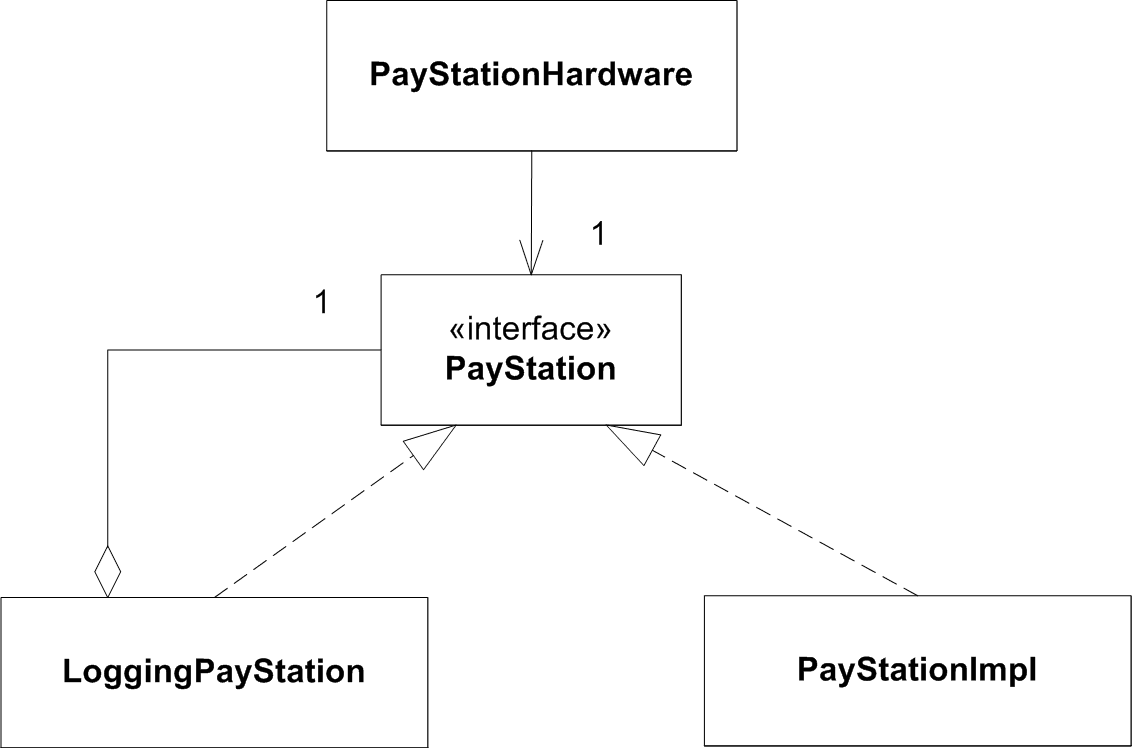 PayStationHardware
1
1
«interface»
PayStation
LoggingPayStation
PayStationImpl